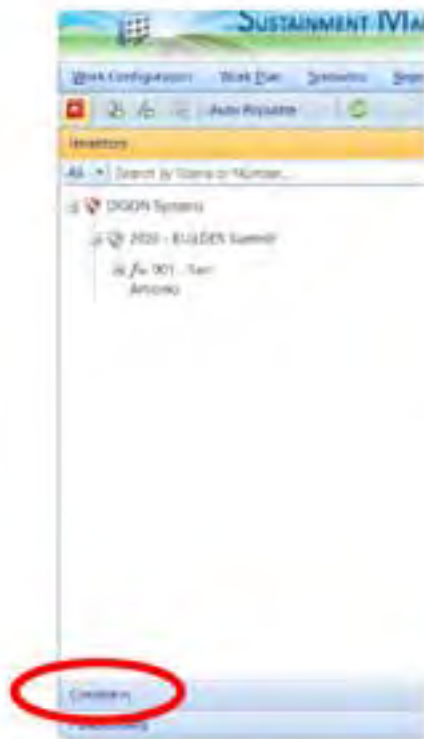 SUSTAINMENT MA
Work Configuration Work Plan Scenarios
Inventory
All Search by Name or Number...
DIGON Systems
2020 - BUILDER Summit
901 - San
Antonio